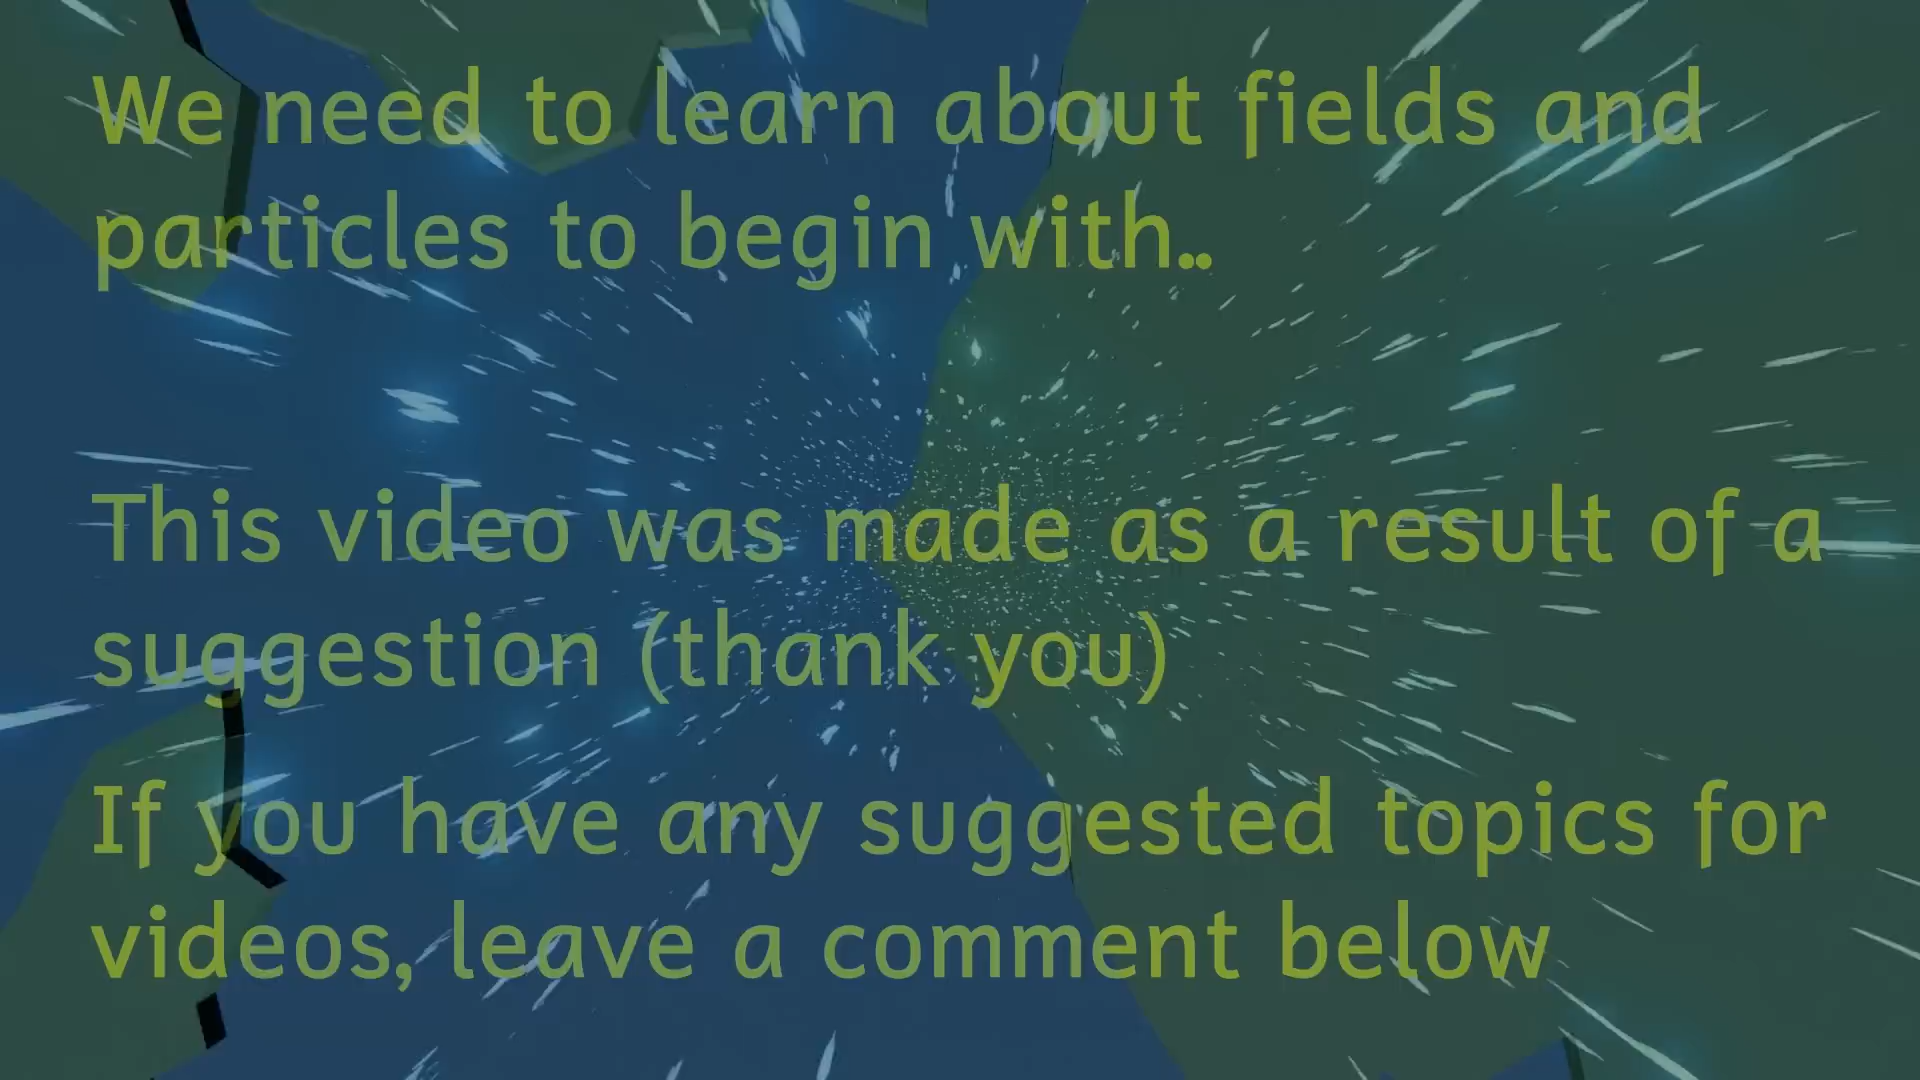 We need to learn about fields and
particles to begin with..
This video was made as a result of a
suggestion (thank you)
If you have any suggested topics for
videos, leave a comment below